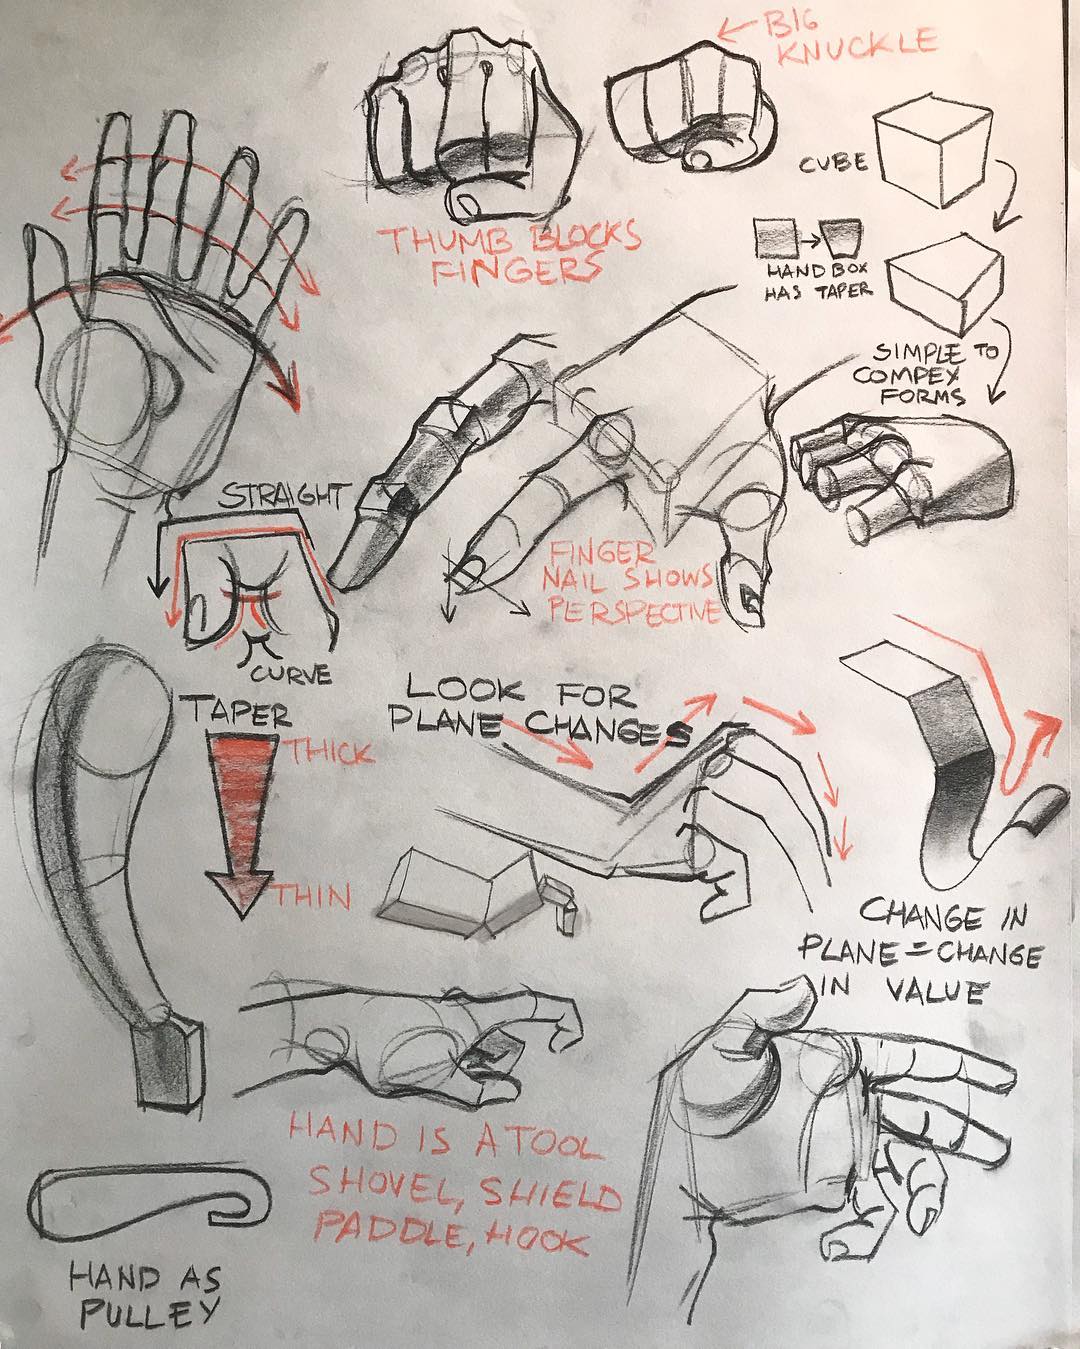 BIG
KNUCKLE
CUBE
THUMB BLOCKS
FINGERS
HAND BOX
HAS TAPER
SIMPLE TO
COMPEX
FORMS
STRAIGHT
FINGER
NAIL SHOWS
PERSPECTIVE
CURVE
TAPER
THICK
THIN
LOOK FOR
PLANE CHANGES
CHANGE IN
PLANE = CHANGE
IN VALUE
HAND IS A TOOL
SHOVEL, SHIELD
PADDLE, HOOK
HAND AS
PULLEY